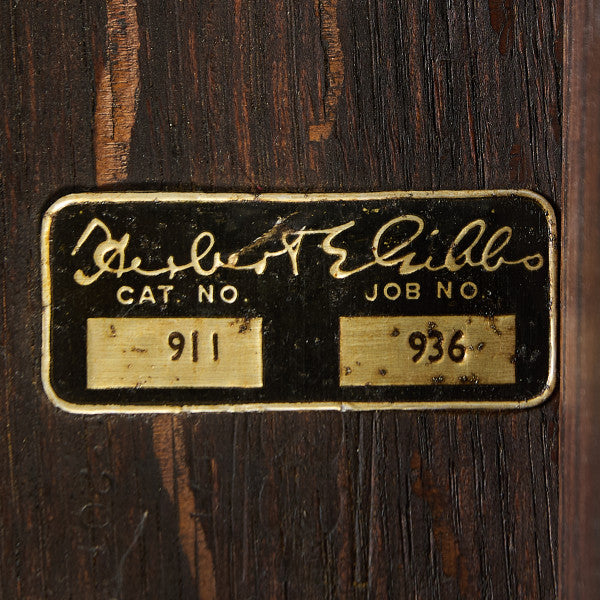 Herbert E Gibbs
CAT. NO. JOB NO.
911 936